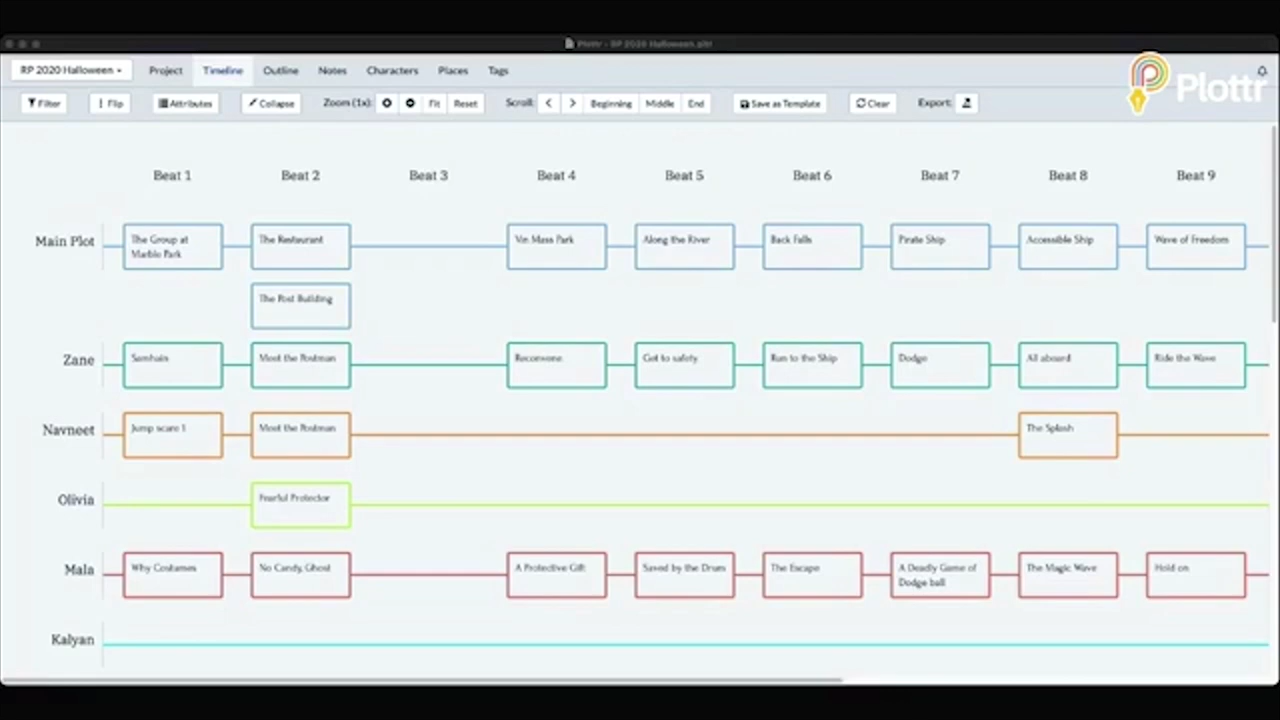 Plottr - RP 2020 Halloween.pltr
RP 2020 Halloween
Project
Timeline
Outline
Notes
Characters
Places
Tags
Plottr
Filter
Flip
Attributes
Collapse
Zoom (1x):
Fit
Reset
Scroll:
Beginning
Middle
End
Save as Template
Clear
Export:
Beat 1
Beat 2
Beat 3
Beat 4
Beat 5
Beat 6
Beat 7
Beat 8
Beat 9
Main Plot
The Group at
Marble Park
The Restaurant
Vin Mass Park
Along the River
Back Falls
Pirate Ship
Accessible Ship
Wave of Freedom
The Post Building
Zane
Samhain
Meet the Postman
Reconvene
Get to safety
Run to the Ship
Dodge
All aboard
Ride the Wave
Navneet
Jump scare 1
Meet the Postman
The Splash
Olivia
Fearful Protector
Mala
Why Costumes
No Candy, Ghost
A Protective Gift
Saved by the Drum
The Escape
A Deadly Game of
Dodge ball
The Magic Wave
Hold on
Kalyan